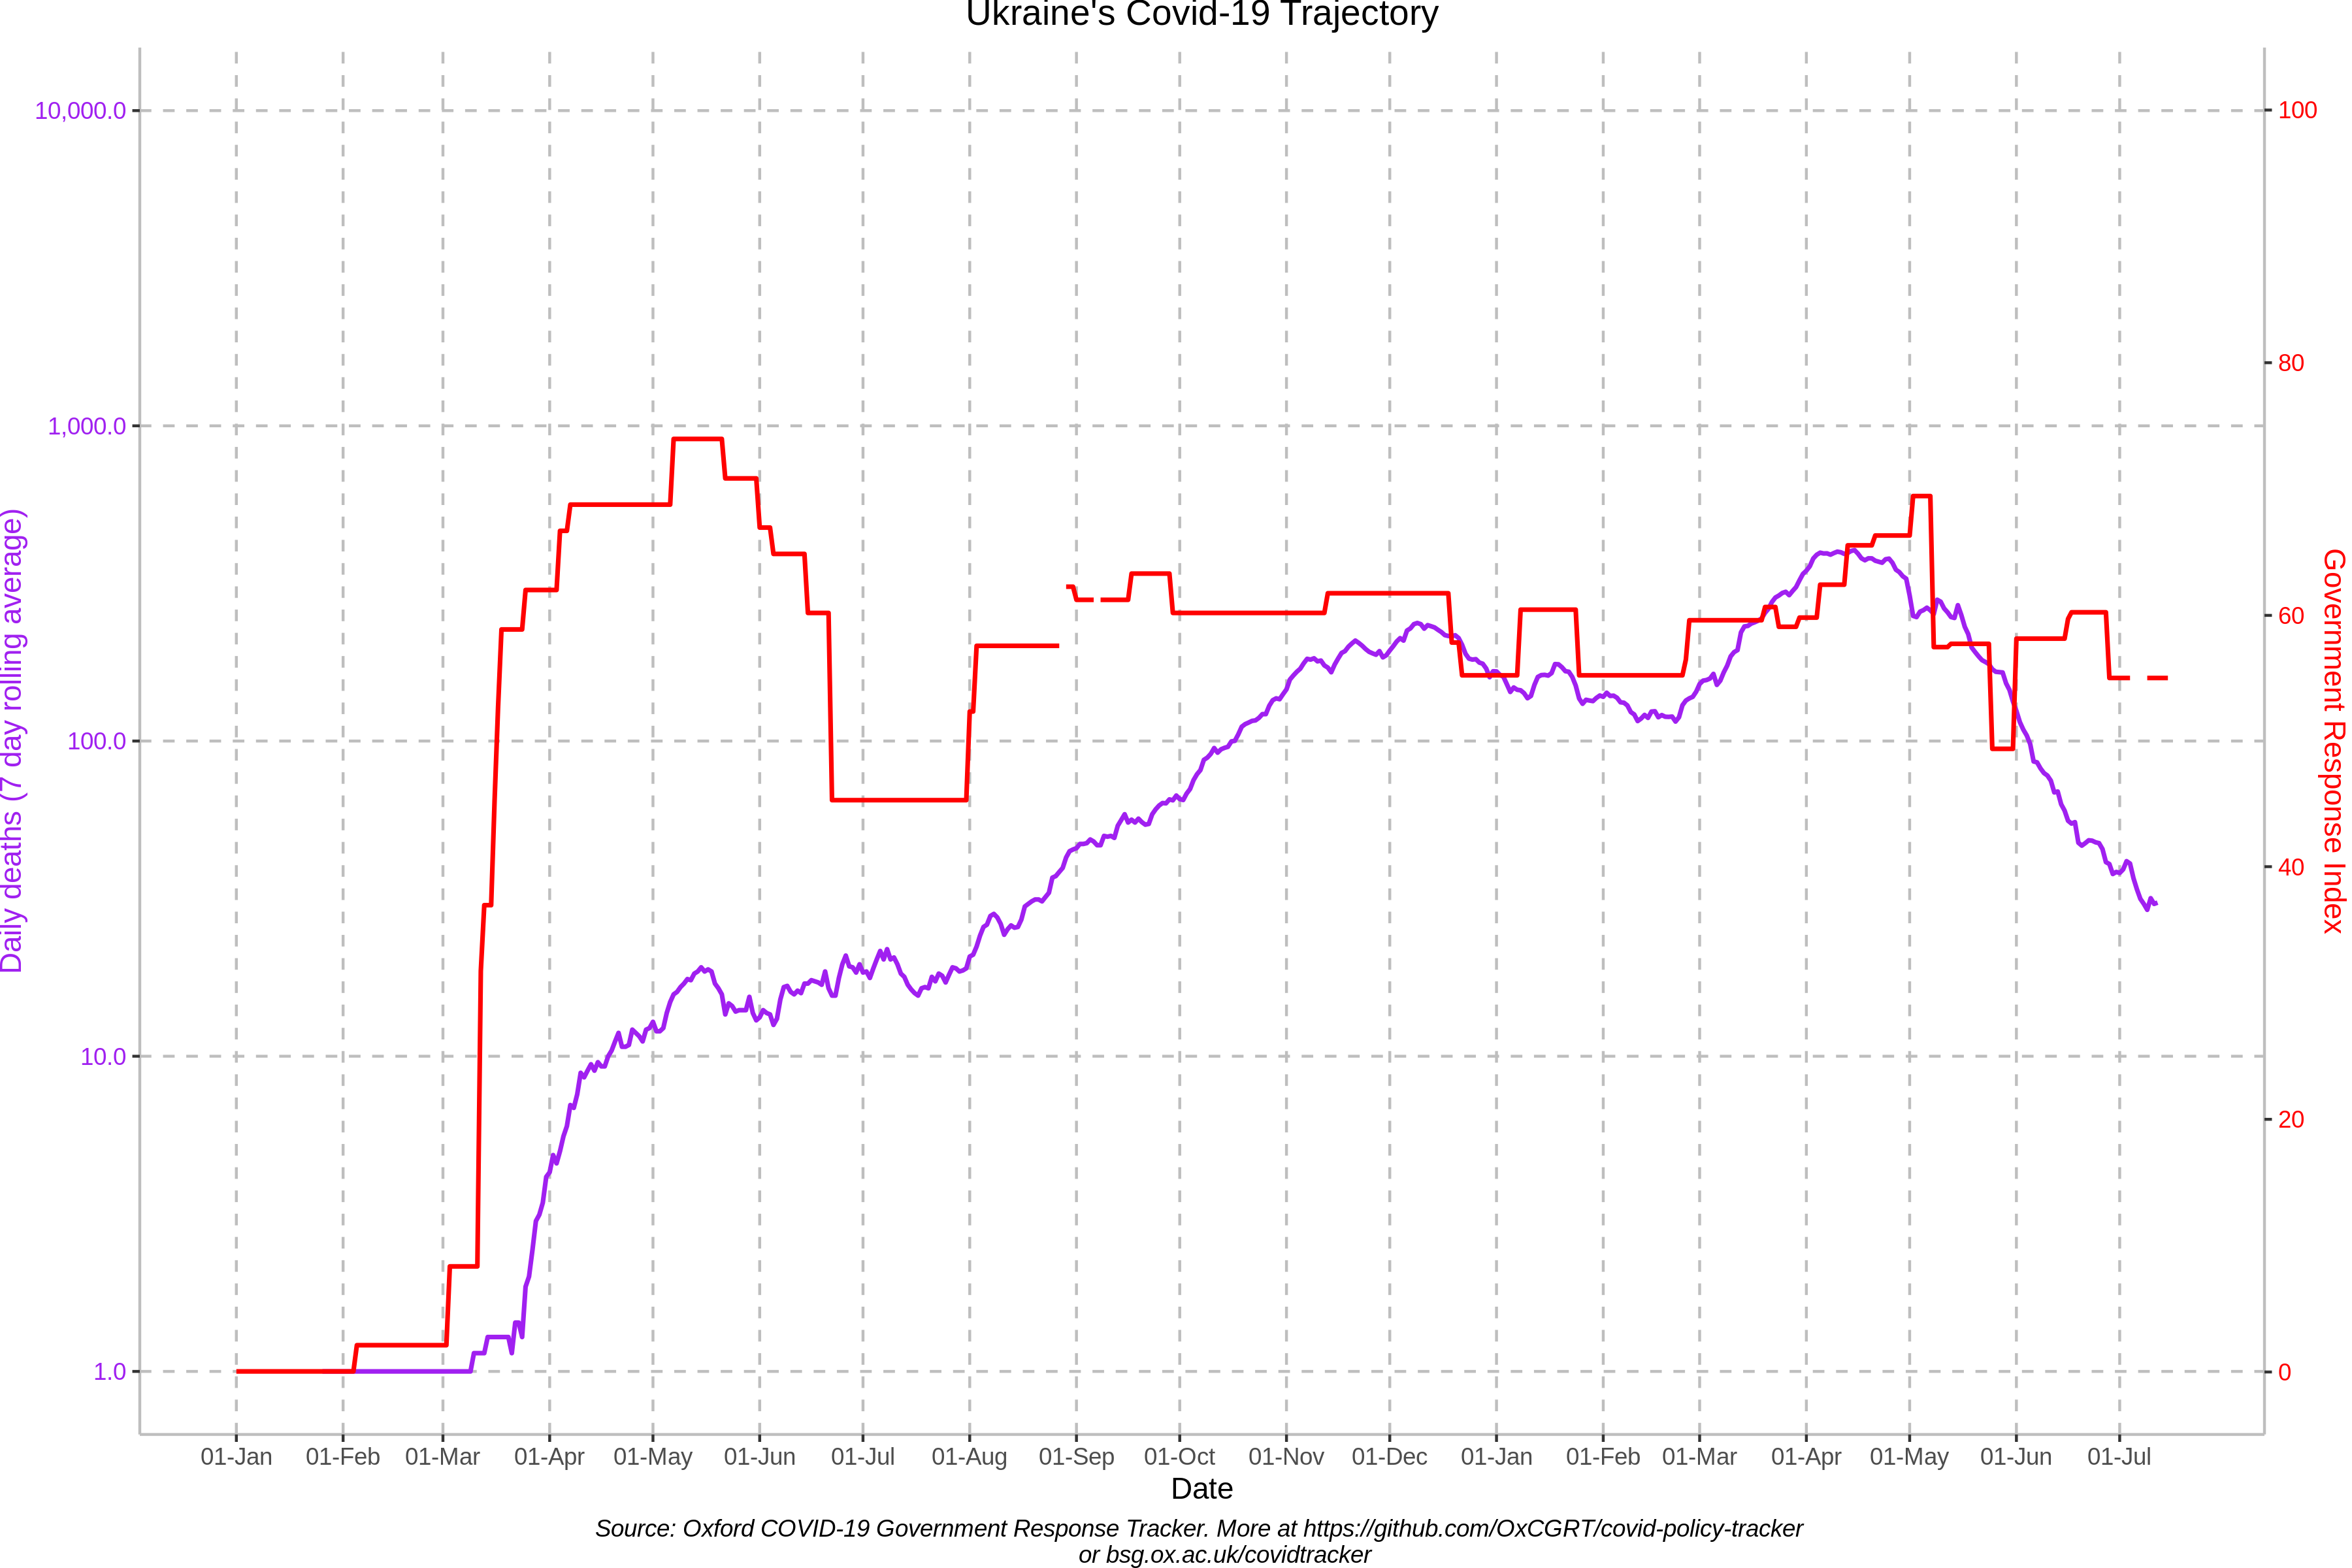 Ukraine's Covid-19 Trajectory
10,000.0
1,000.0
100.0
10.0
1.0
Daily deaths (7 day rolling average)
100
80
60
40
20
0
Government Response Index
01-Jan 01-Feb 01-Mar 01-Apr 01-May 01-Jun 01-Jul 01-Aug 01-Sep 01-Oct 01-Nov 01-Dec 01-Jan 01-Feb 01-Mar 01-Apr 01-May 01-Jun 01-Jul
Date
Source: Oxford COVID-19 Government Response Tracker. More at https://github.com/OxCGRT/covid-policy-tracker
or bsg.ox.ac.uk/covidtracker